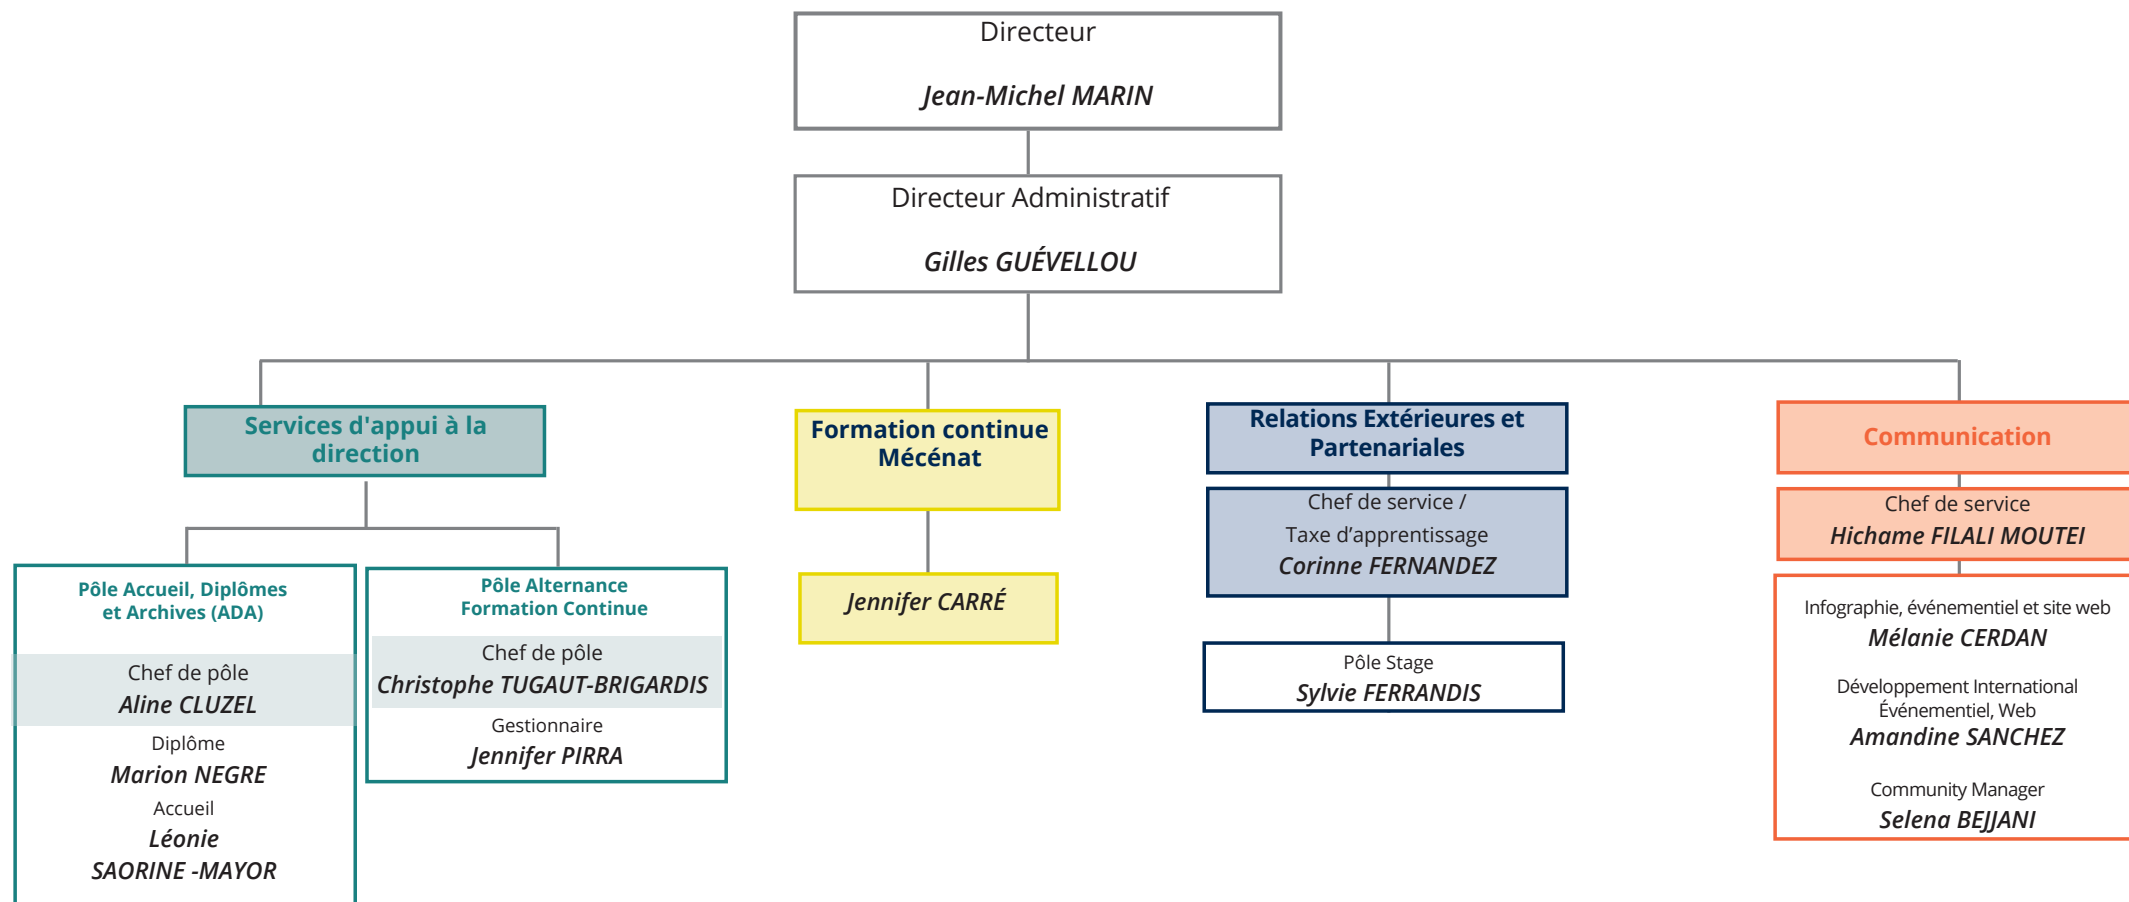 Directeur
Jean-Michel MARIN
Directeur Administratif
Gilles GUÉVELLOU
Services d'appui à la
direction
Formation continue
Mécénat
Relations Extérieures et
Partenariales
Communication
Chef de service /
Taxe d’apprentissage
Corinne FERNANDEZ
Chef de service
Hichame FILALI MOUTEI
Pôle Accueil, Diplômes
et Archives (ADA)
Chef de pôle
Aline CLUZEL
Diplôme
Marion NEGRE
Accueil
Léonie
SAORINE -MAYOR
Pôle Alternance
Formation Continue
Chef de pôle
Christophe TUGAUT-BRIGARDIS
Gestionnaire
Jennifer PIRRA
Jennifer CARRÉ
Pôle Stage
Sylvie FERRANDIS
Infographie, événementiel et site web
Mélanie CERDAN
Développement International
Événementiel, Web
Amandine SANCHEZ
Community Manager
Selena BEJJANI